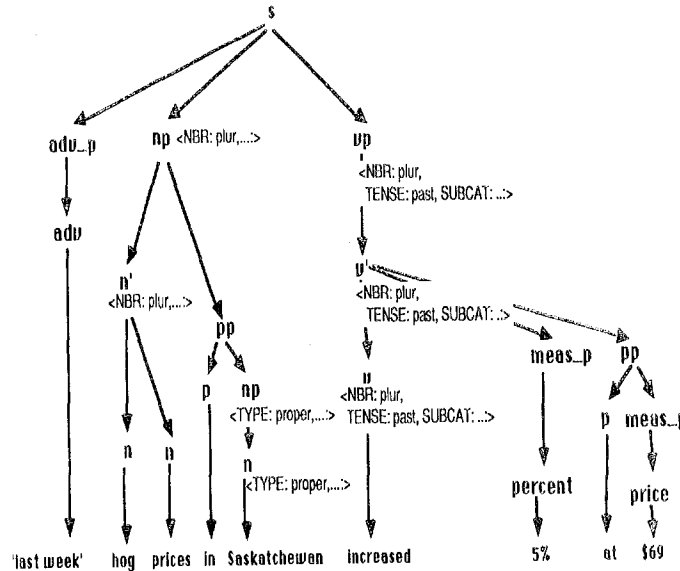 s
adv_p np <NBR: plur,...:> vp
<NBR: plur,
TENSE: past, SUBCAT: ...:>
adv
n' v'
<NBR: plur,...:> <NBR: plur,
TENSE: past, SUBCAT: ..:>
pp meas_p pp
p np v
<NBR: plur,
<TYPE: proper,...:> TENSE: past, SUBCAT: ...> p meas_p
n n n
<TYPE: proper,...:> percent price
'last week' hog prices in Saskatchewan increased 5% at $69